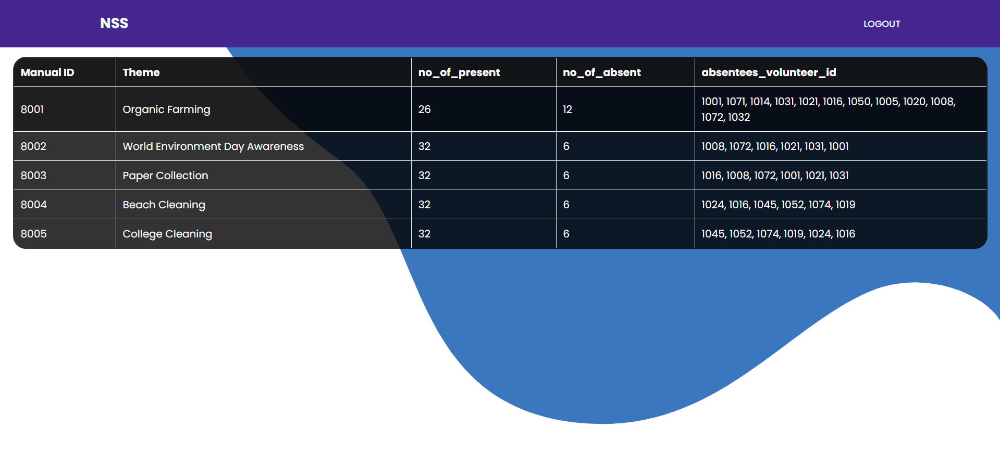 NSS
LOGOUT
Manual ID Theme no_of_present no_of_absent absentees_volunteer_id
8001 Organic Farming 26 12 1001, 1071, 1014, 1031, 1021, 1016, 1050, 1005, 1020, 1008,
1072, 1032
8002 World Environment Day Awareness 32 6 1008, 1072, 1016, 1021, 1031, 1001
8003 Paper Collection 32 6 1016, 1008, 1072, 1001, 1021, 1031
8004 Beach Cleaning 32 6 1024, 1016, 1045, 1052, 1074, 1019
8005 College Cleaning 32 6 1045, 1052, 1074, 1019, 1024, 1016